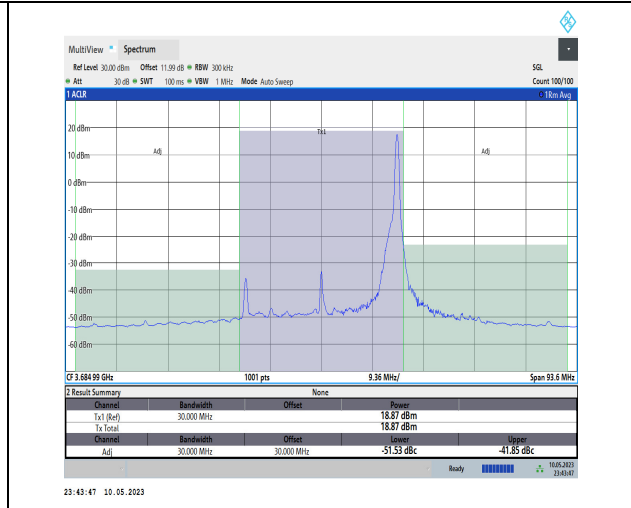 MultiView Spectrum
Ref Level 30.00 dBm Offset 11.99 dB RBW 300 kHz SGL
Att 30 dB SWT 100 ms VBW 1 MHz Mode Auto Sweep Count 100/100
1 ACLR 1Rm Avg
Tx1
20 dBm
Adj Adj
10 dBm
0 dBm
-10 dBm
-20 dBm
-30 dBm
-40 dBm
-50 dBm
-60 dBm
CF 3.68499 GHz 1001 pts 9.36 MHz/ Span 93.6 MHz
2 Result Summary None
Channel Bandwidth Offset Power
Tx1 (Ref) 30.000 MHz 18.87 dBm
Tx Total 18.87 dBm
Channel Bandwidth Offset Lower Upper
Adj 30.000 MHz 30.000 MHz -51.53 dBc -41.85 dBc
Ready 10.05.2023
23:43:47
23:43:47 10.05.2023